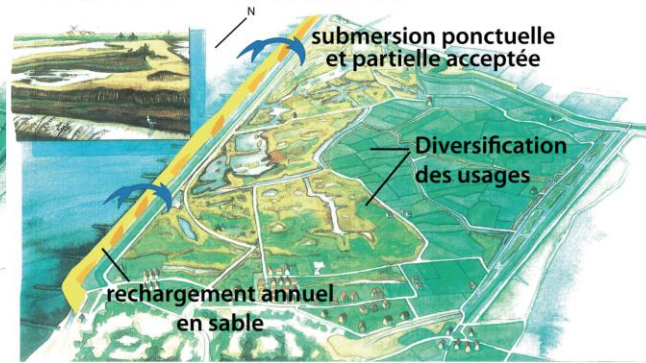 N
submersion ponctuelle
et partielle acceptée
Diversification
des usages
rechargement annuel
en sable